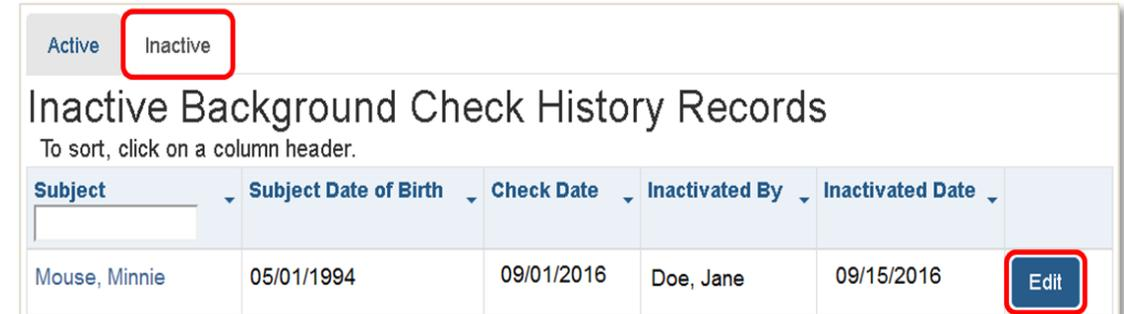 Active Inactive
Inactive Background Check History Records
To sort, click on a column header.
Subject Subject Date of Birth Check Date Inactivated By Inactivated Date
Mouse, Minnie 05/01/1994 09/01/2016 Doe, Jane 09/15/2016 Edit